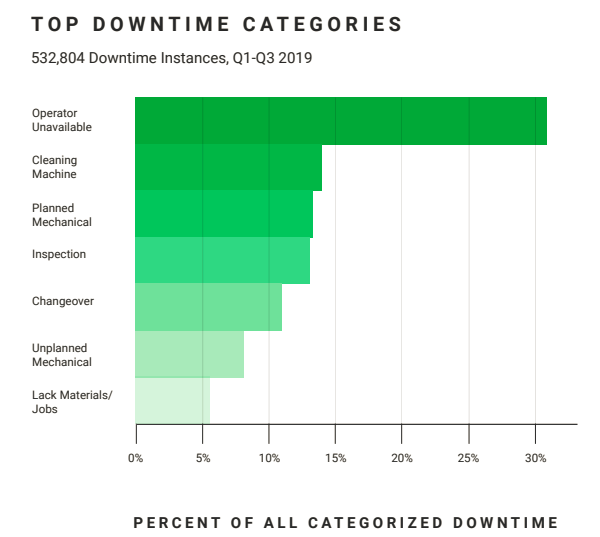 TOP DOWNTIME CATEGORIES
532,804 Downtime Instances, Q1-Q3 2019
Operator
Unavailable
Cleaning
Machine
Planned
Mechanical
Inspection
Changeover
Unplanned
Mechanical
Lack Materials/
Jobs
0% 5% 10% 15% 20% 25% 30%
PERCENT OF ALL CATEGORIZED DOWNTIME